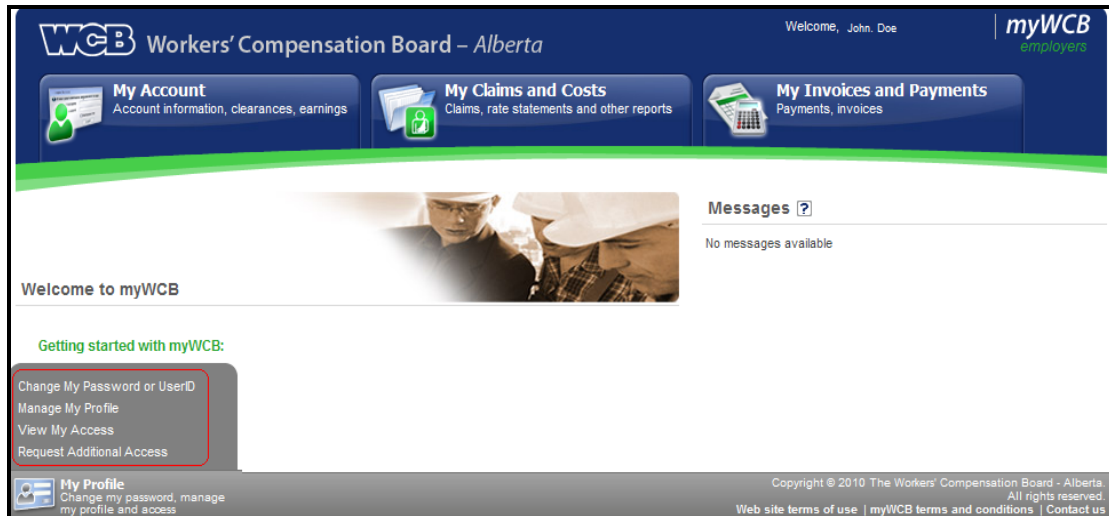 WCB Workers' Compensation Board – Alberta
Welcome, John. Doe
myWCB
employers
My Account
Account information, clearances, earnings
My Claims and Costs
Claims, rate statements and other reports
My Invoices and Payments
Payments, invoices
Messages ?
No messages available
Welcome to myWCB
Getting started with myWCB:
Change My Password or UserID
Manage My Profile
View My Access
Request Additional Access
My Profile
Change my password, manage
my profile and access
Copyright © 2010 The Workers' Compensation Board - Alberta.
All rights reserved.
Web site terms of use | myWCB terms and conditions | Contact us